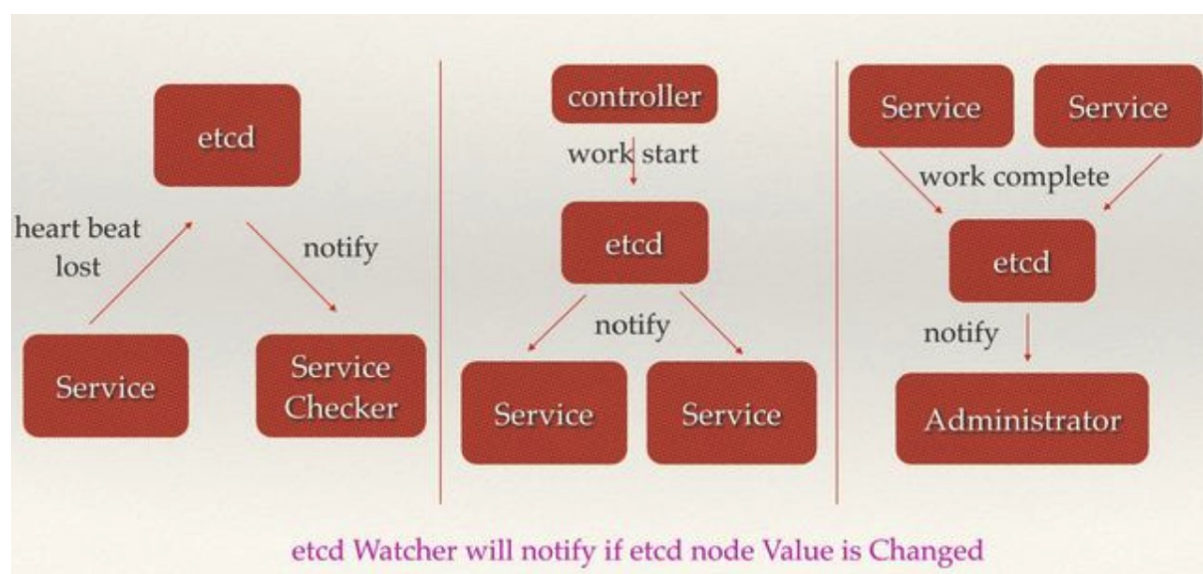 etcd
heart beat
lost
notify
Service
Service
Checker
controller
work start
etcd
notify
Service
Service
Service
Service
work complete
etcd
notify
Administrator
etcd Watcher will notify if etcd node Value is Changed